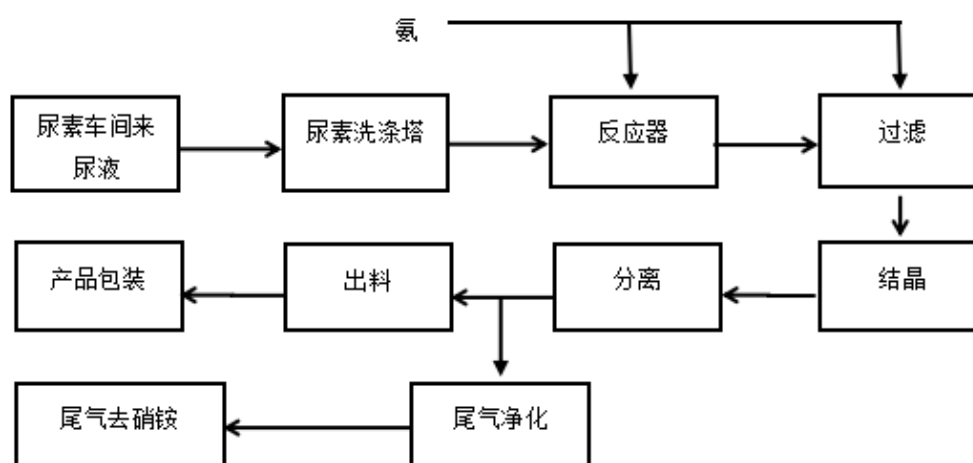 氨
尿素车间来
尿液
尿素洗涤塔
反应器
过滤
产品包装
出料
分离
结晶
尾气去硝铵
尾气净化